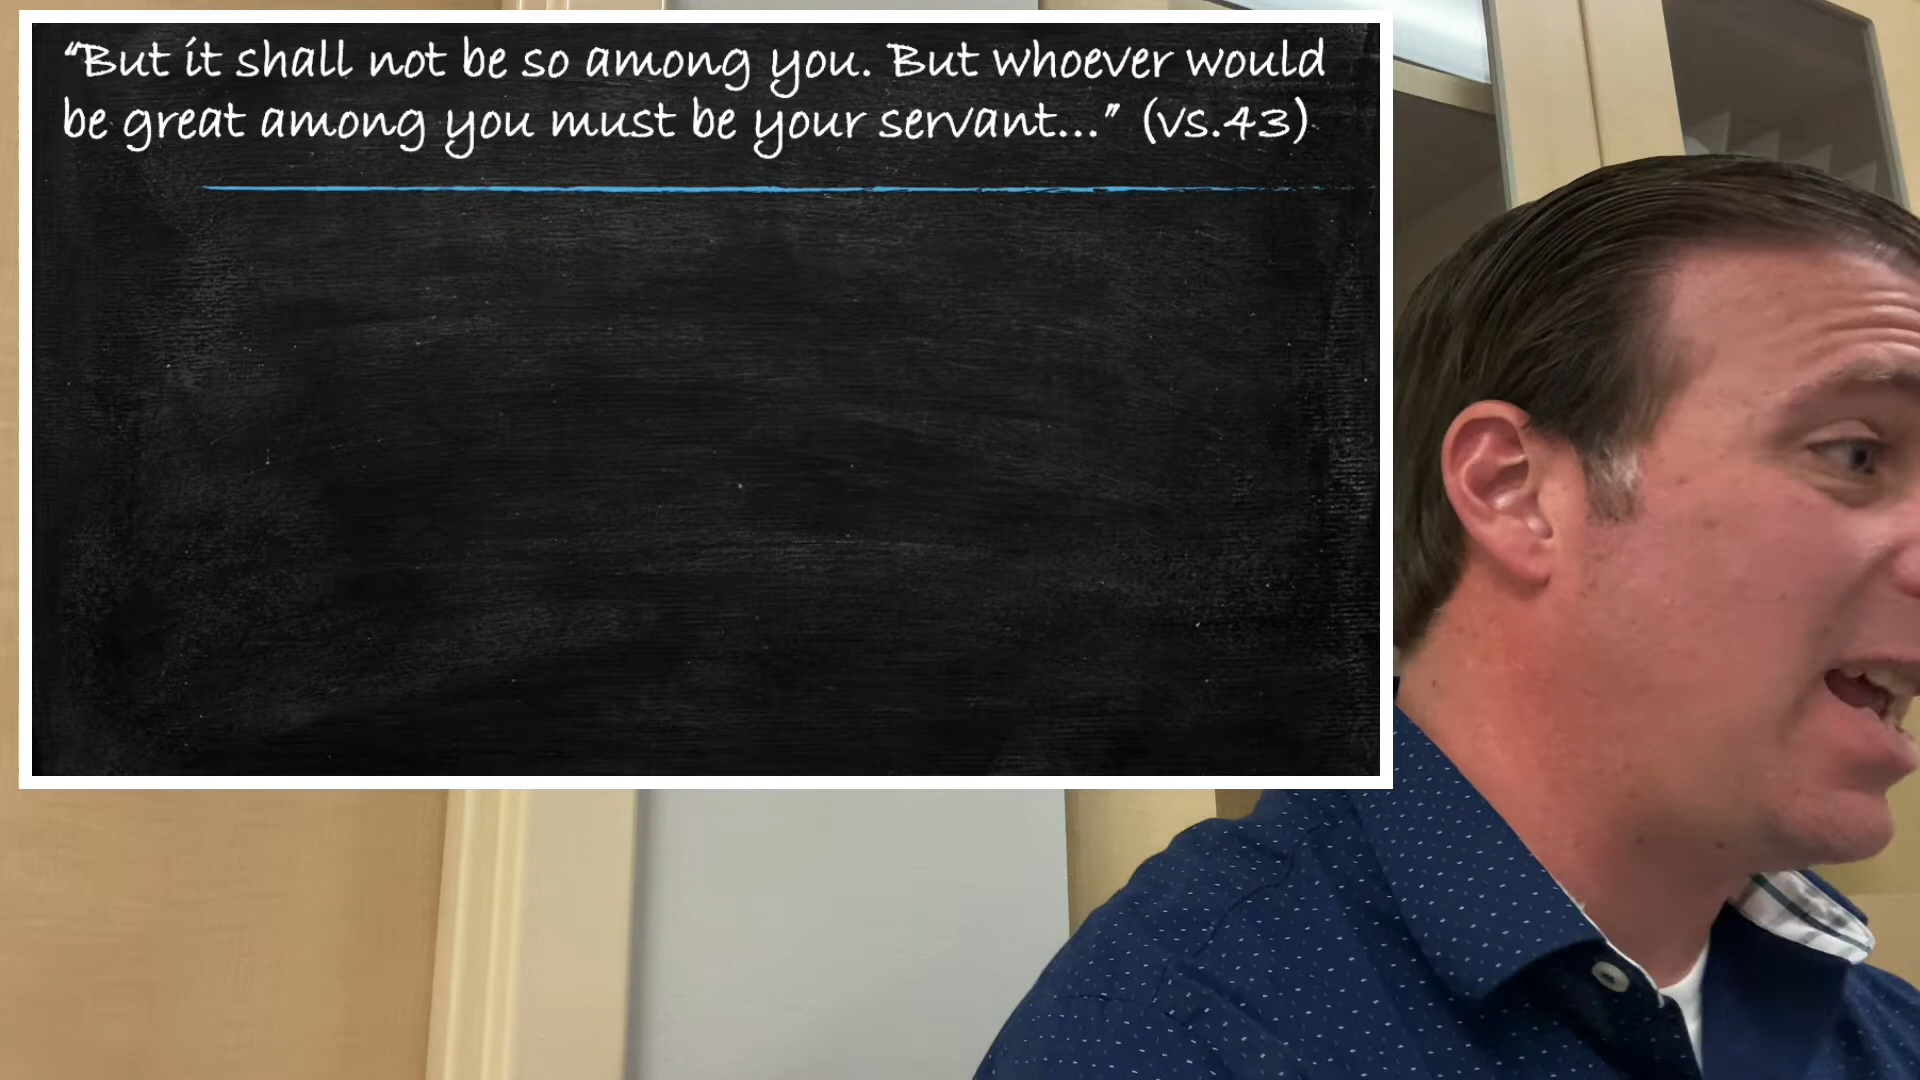 “But it shall not be so among you. But whoever would
be great among you must be your servant...” (vs.43)